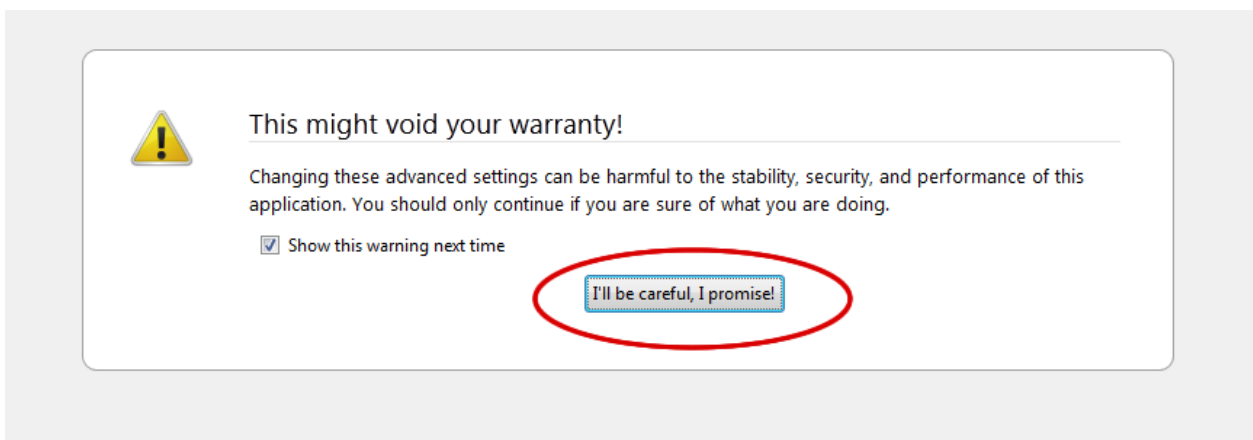 This might void your warranty!
Changing these advanced settings can be harmful to the stability, security, and performance of this
application. You should only continue if you are sure of what you are doing.
Show this warning next time
I'll be careful, I promise!